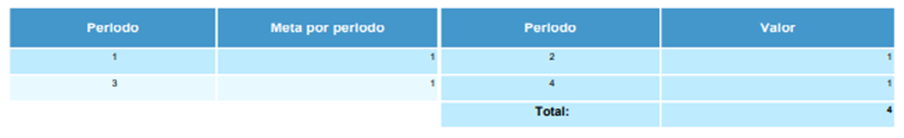 Periodo Meta por periodo Periodo Valor
1 1 2 1
3 1 4 1
Total: 4